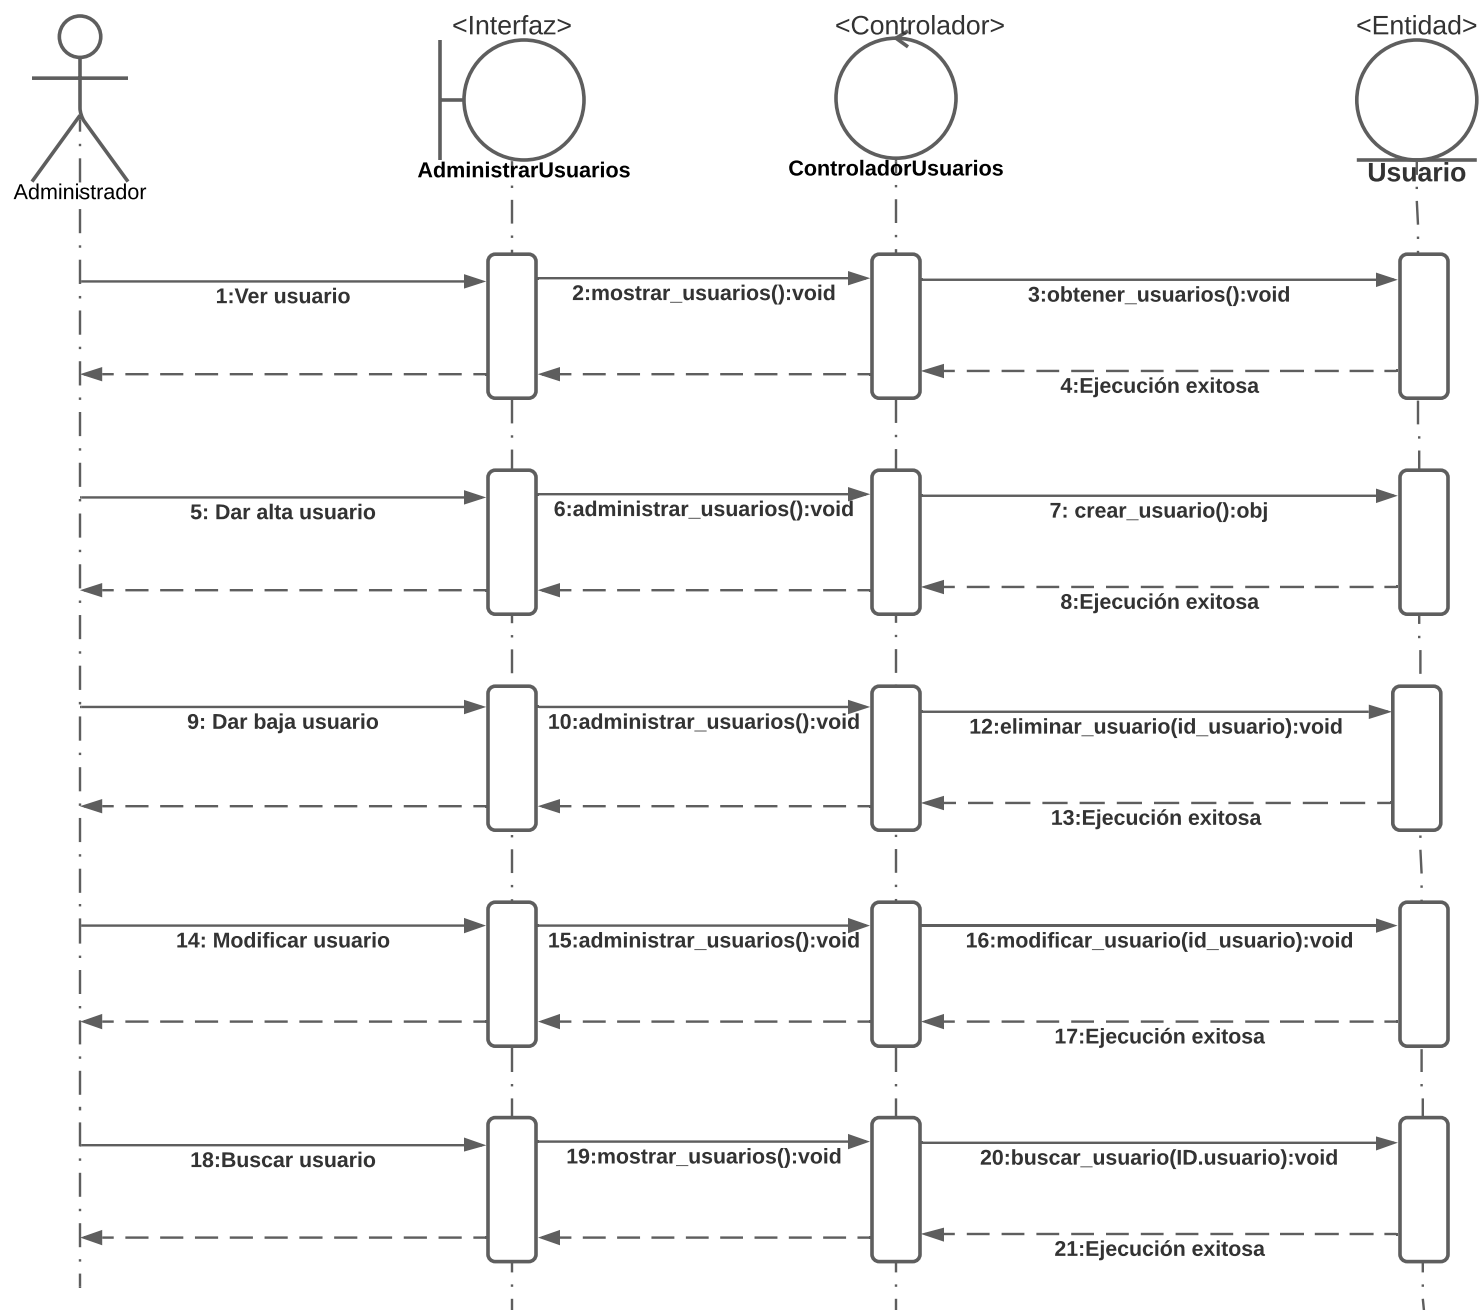 <Interfaz>
<Controlador>
<Entidad>
AdministrarUsuarios
ControladorUsuarios
Usuario
Administrador
1:Ver usuario
2:mostrar_usuarios():void
3:obtener_usuarios():void
4:Ejecución exitosa
5: Dar alta usuario
6:administrar_usuarios():void
7: crear_usuario():obj
8:Ejecución exitosa
9: Dar baja usuario
10:administrar_usuarios():void
12:eliminar_usuario(id_usuario):void
13:Ejecución exitosa
14: Modificar usuario
15:administrar_usuarios():void
16:modificar_usuario(id_usuario):void
17:Ejecución exitosa
18:Buscar usuario
19:mostrar_usuarios():void
20:buscar_usuario(ID.usuario):void
21:Ejecución exitosa